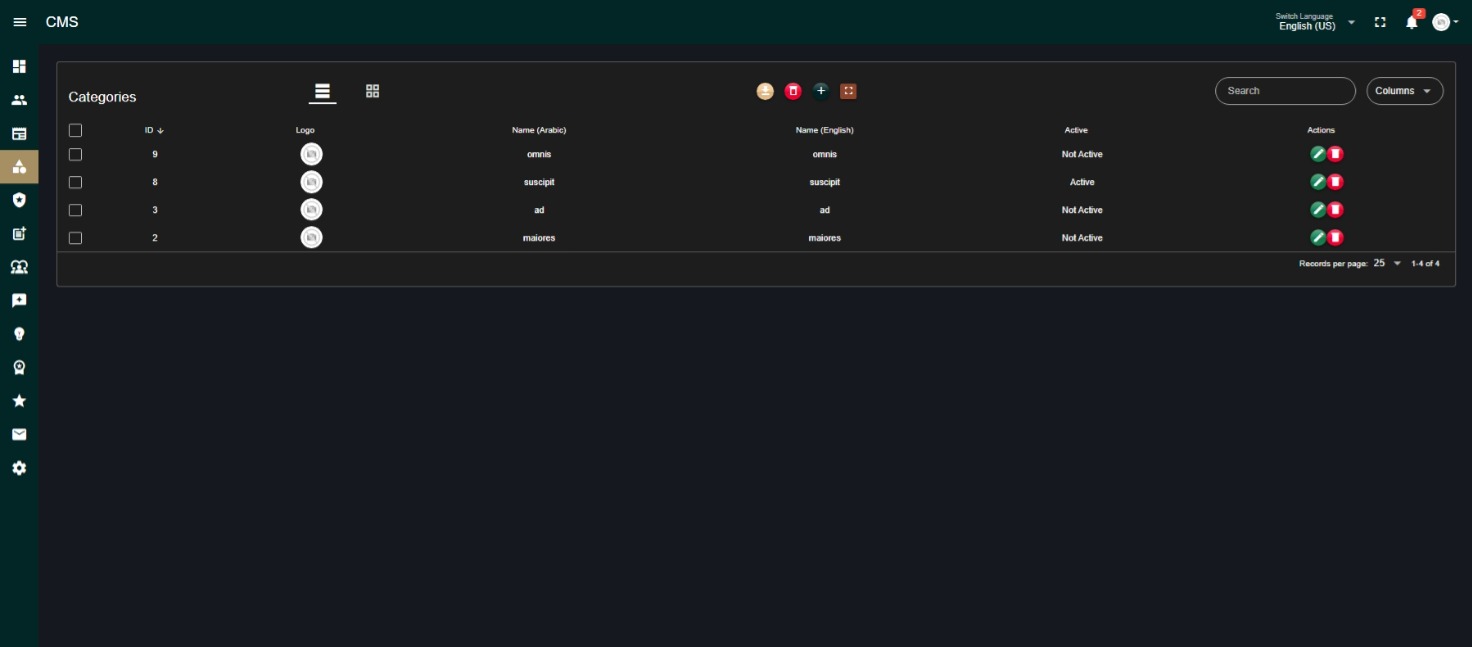 CMS
Switch Language
English (US)
2
Categories
Search
Columns
ID Logo Name (Arabic) Name (English) Active Actions
9 omnis omnis Not Active
8 suscipit suscipit Active
3 ad ad Not Active
2 maiores maiores Not Active
Records per page: 25 1-4 of 4